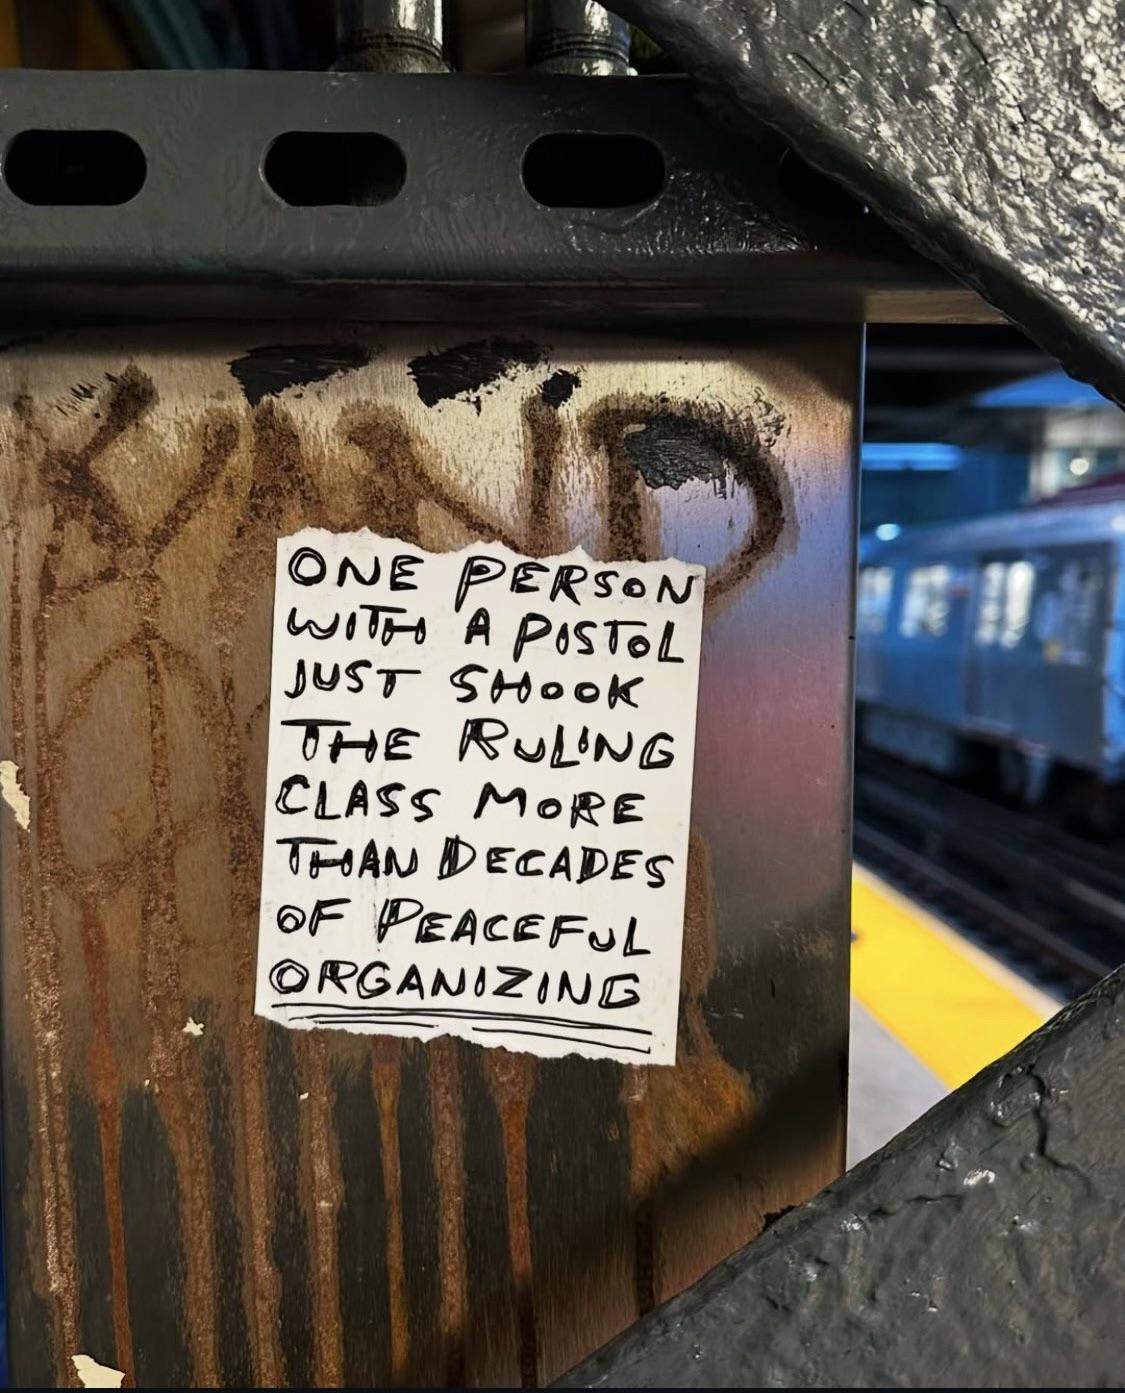 ONE PERSON
WITH A PISTOL
JUST SHOOK
THE RULING
CLASS MORE
THAN DECADES
OF PEACEFUL
ORGANIZING